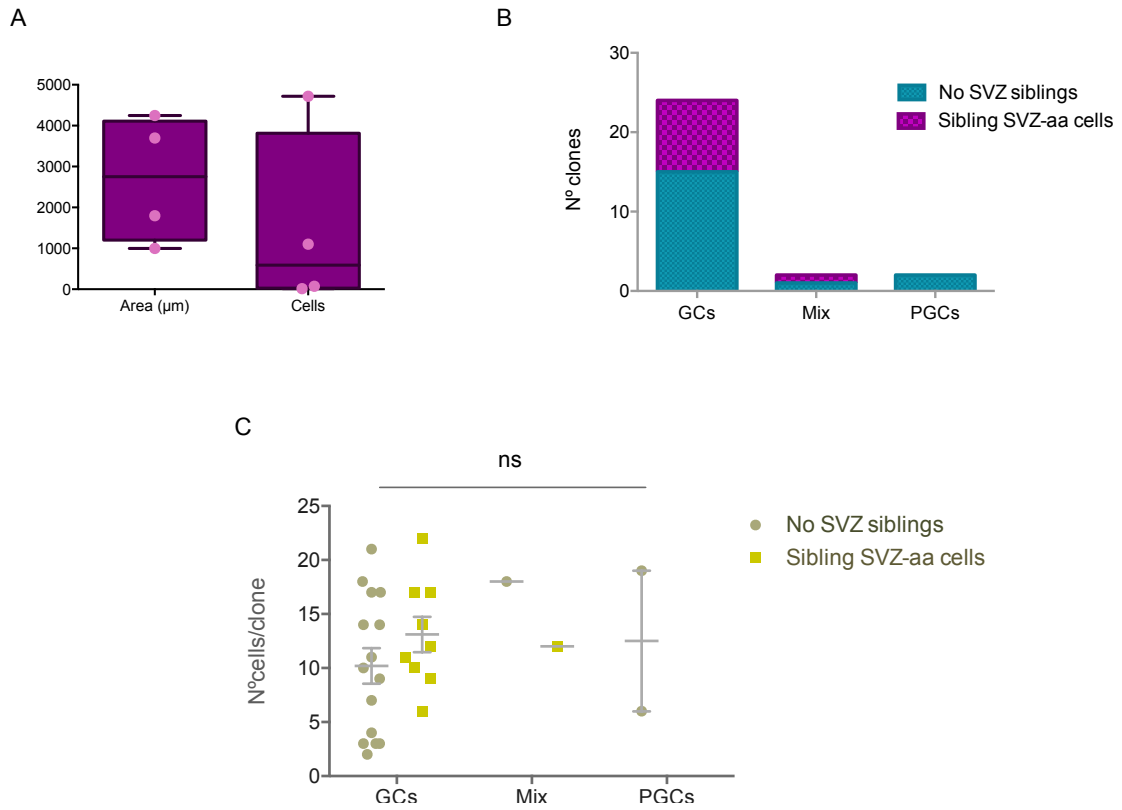 A
5000
4000
3000
2000
1000
0
Area (µm)
Cells
B
Nº clones
30
20
10
0
GCs
Mix
PGCs
No SVZ siblings
Sibling SVZ-aa cells
C
ns
Nºcells/clone
25
20
15
10
5
0
GCs
Mix
PGCs
No SVZ siblings
Sibling SVZ-aa cells